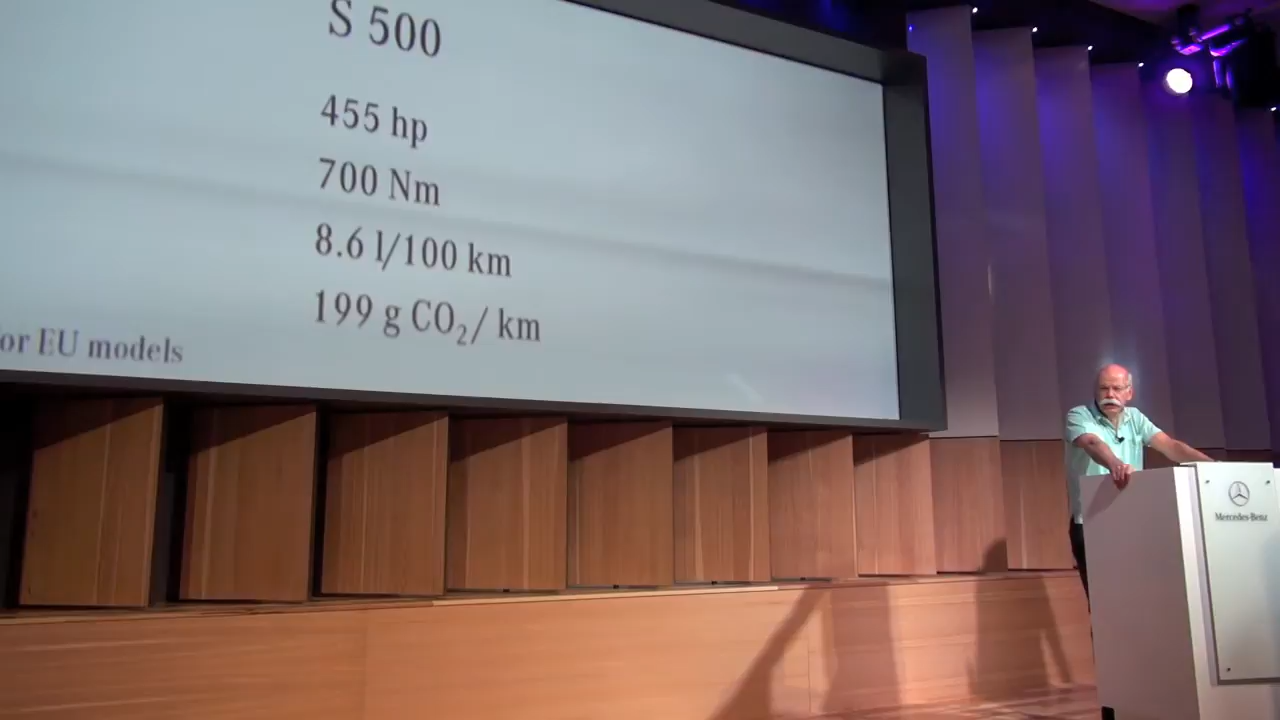 S 500
455 hp
700 Nm
8.6 l/100 km
199 g CO₂/ km
or EU models
Mercedes-Benz